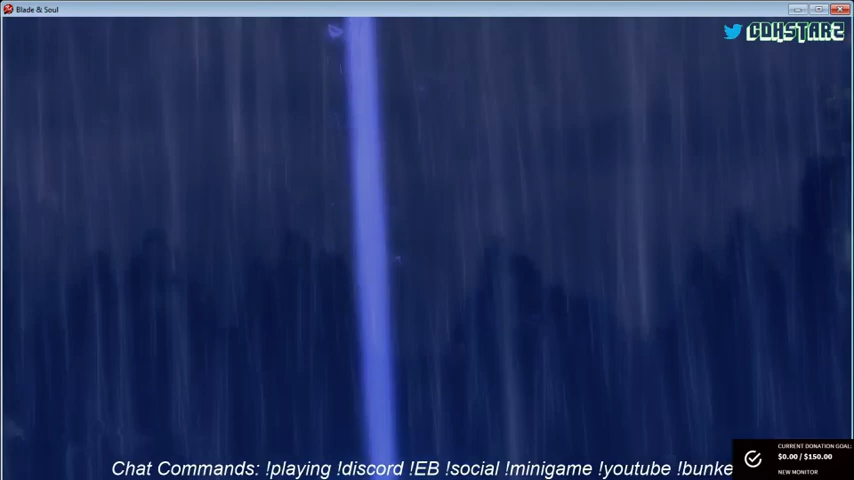 Blade & Soul
CDHSTARZ
Chat Commands: !playing !discord !EB !social !minigame !youtube !bunke
CURRENT DONATION GOAL:
$0.00 / $150.00
NEW MONITOR